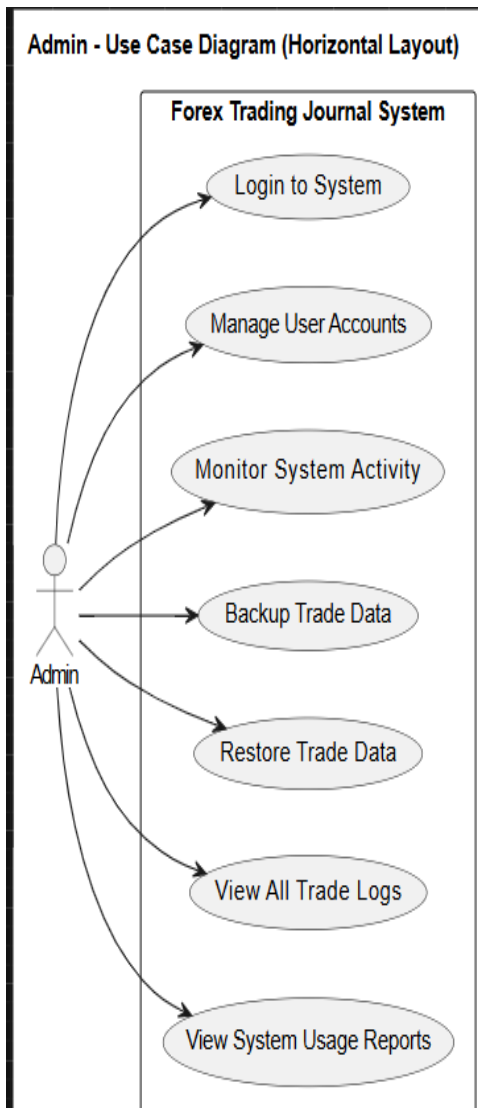 Admin - Use Case Diagram (Horizontal Layout)
Forex Trading Journal System
Login to System
Manage User Accounts
Monitor System Activity
Backup Trade Data
Admin
Restore Trade Data
View All Trade Logs
View System Usage Reports